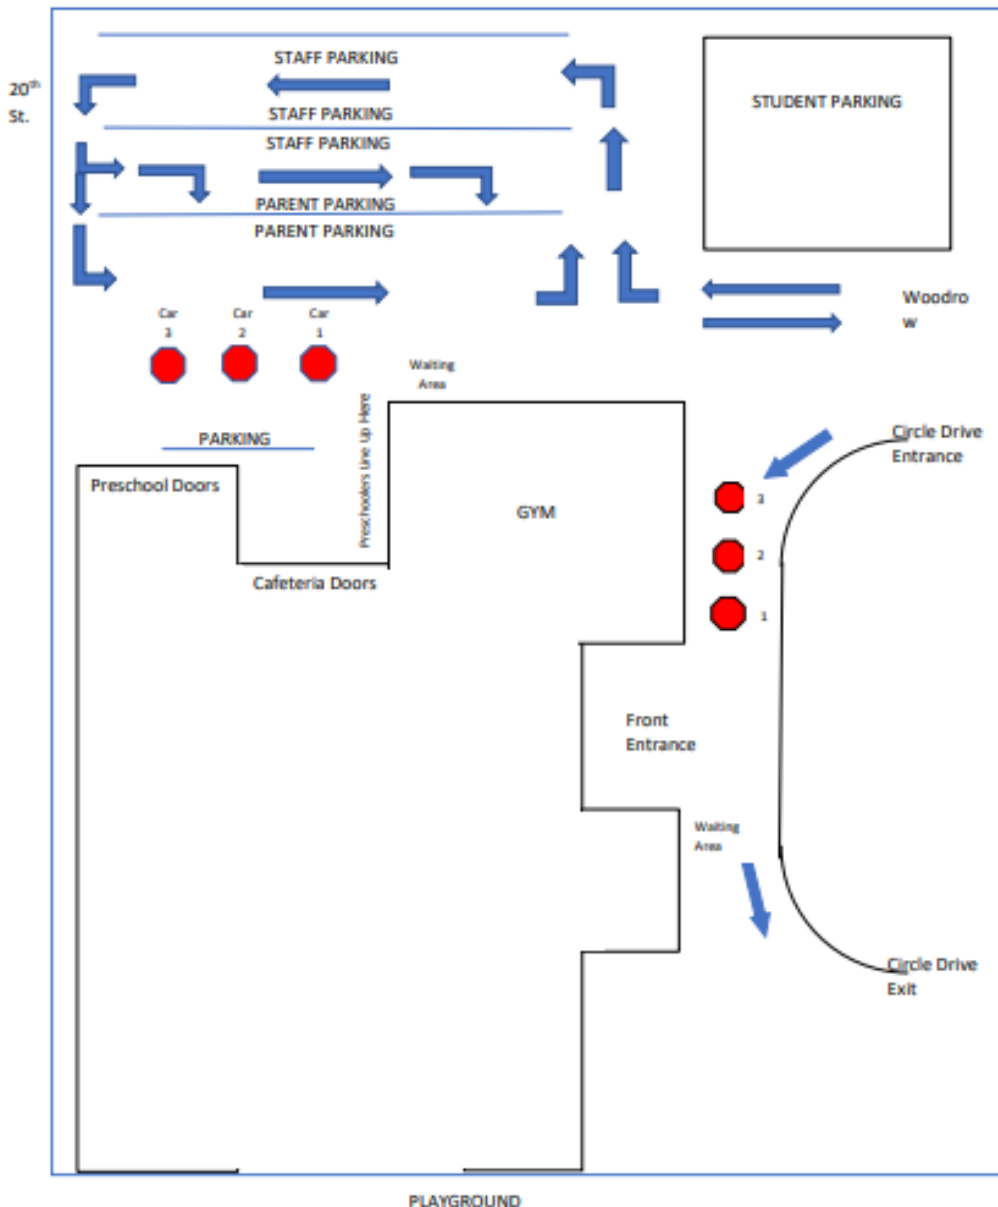 20th
St.
STAFF PARKING
STAFF PARKING
STAFF PARKING
PARENT PARKING
PARENT PARKING
STUDENT PARKING
Woodro
w
Car
3
Car
2
Car
1
Waiting
Area
Preschoolers Line Up Here
PARKING
Preschool Doors
Cafeteria Doors
GYM
Circle Drive
Entrance
3
2
1
Front
Entrance
Waiting
Area
Circle Drive
Exit
PLAYGROUND